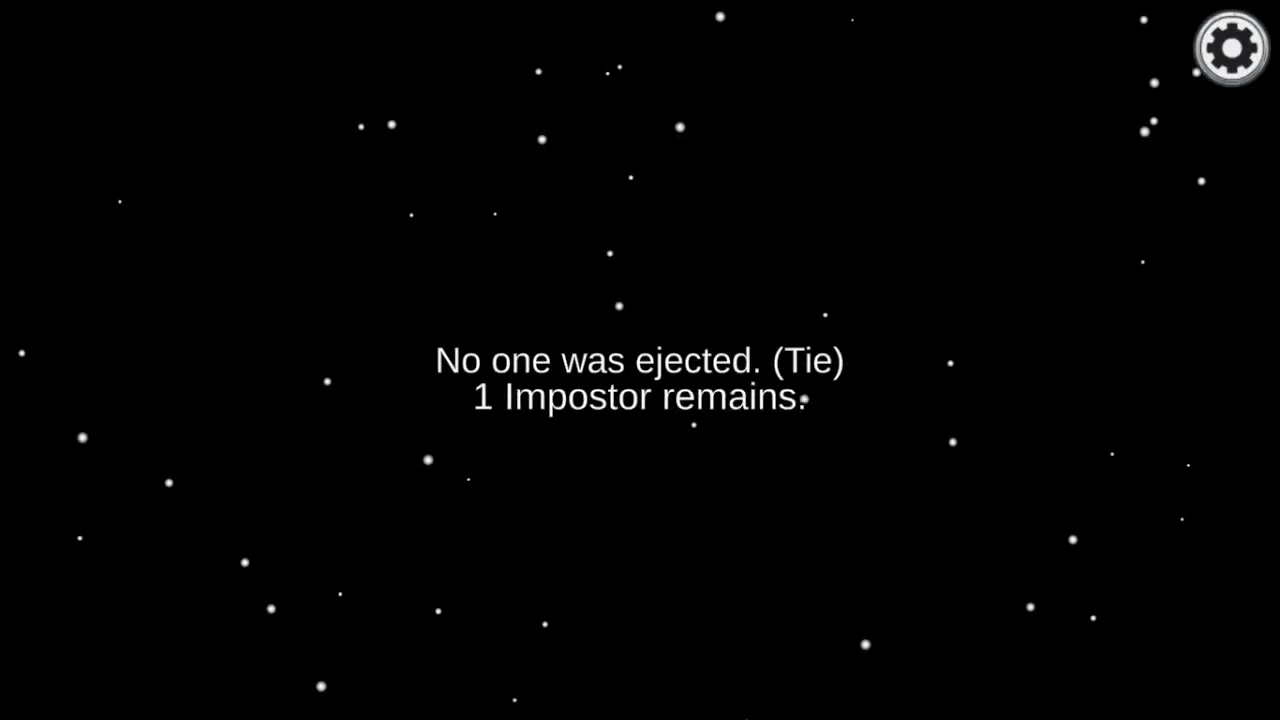 No one was ejected. (Tie)
1 Impostor remains.